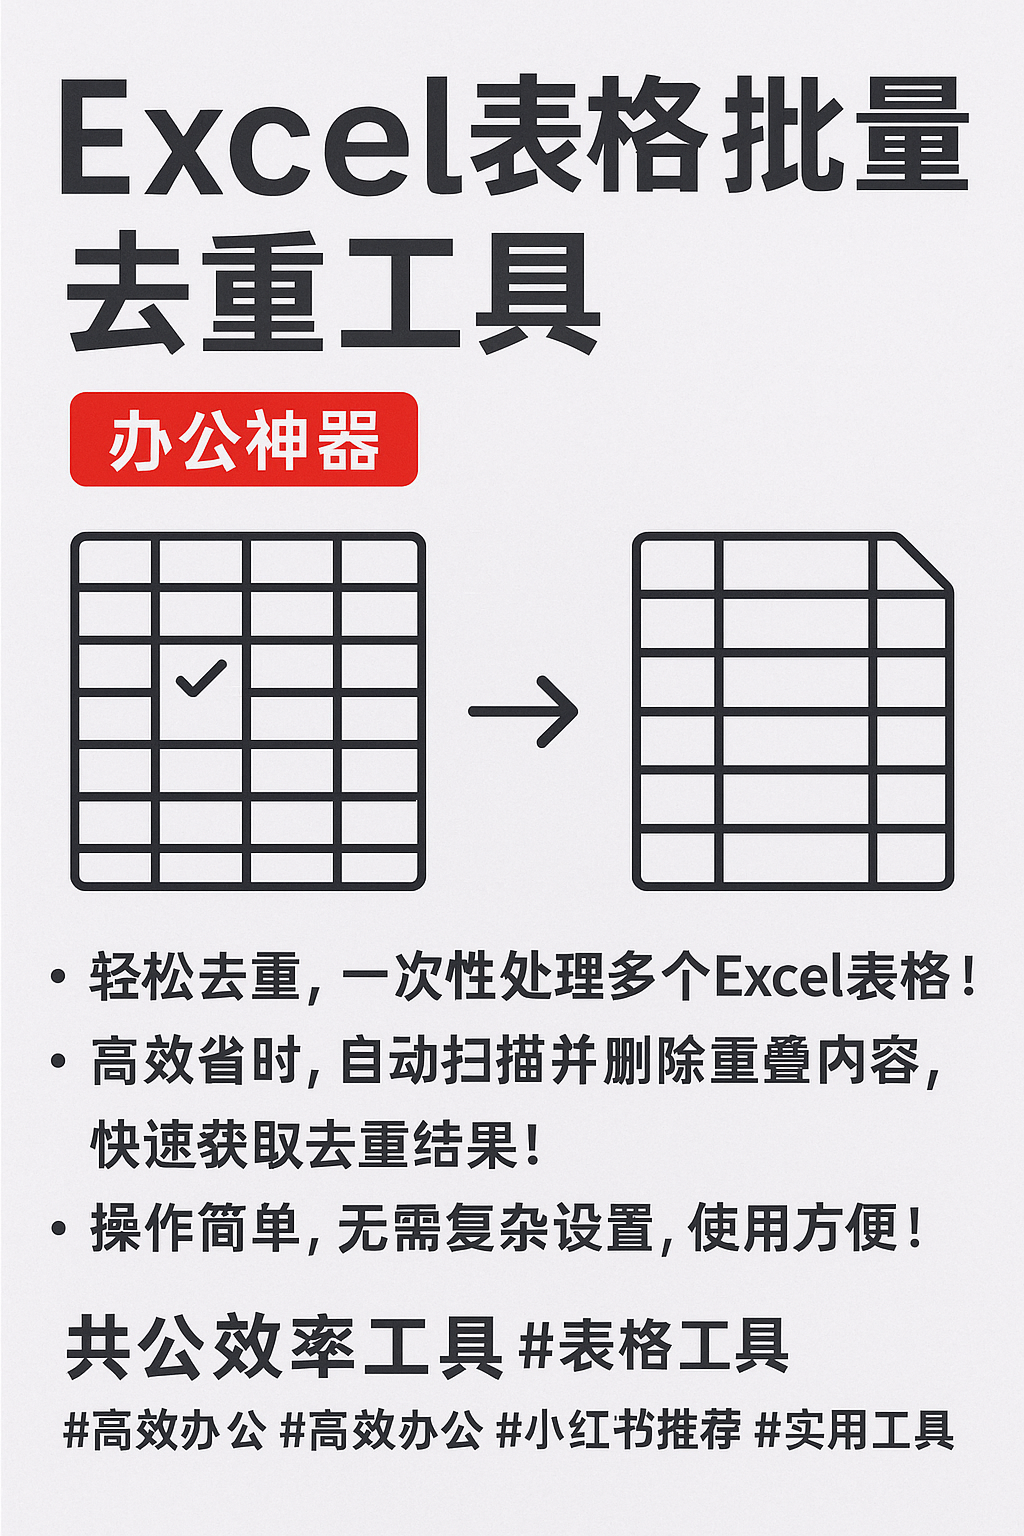 Excel表格批量
去重工具
办公神器
• 轻松去重，一次性处理多个Excel表格！
• 高效省时，自动扫描并删除重叠内容，
快速获取去重结果！
• 操作简单，无需复杂设置，使用方便！
共公效率工具 #表格工具
#高效办公 #高效办公 #小红书推荐 #实用工具